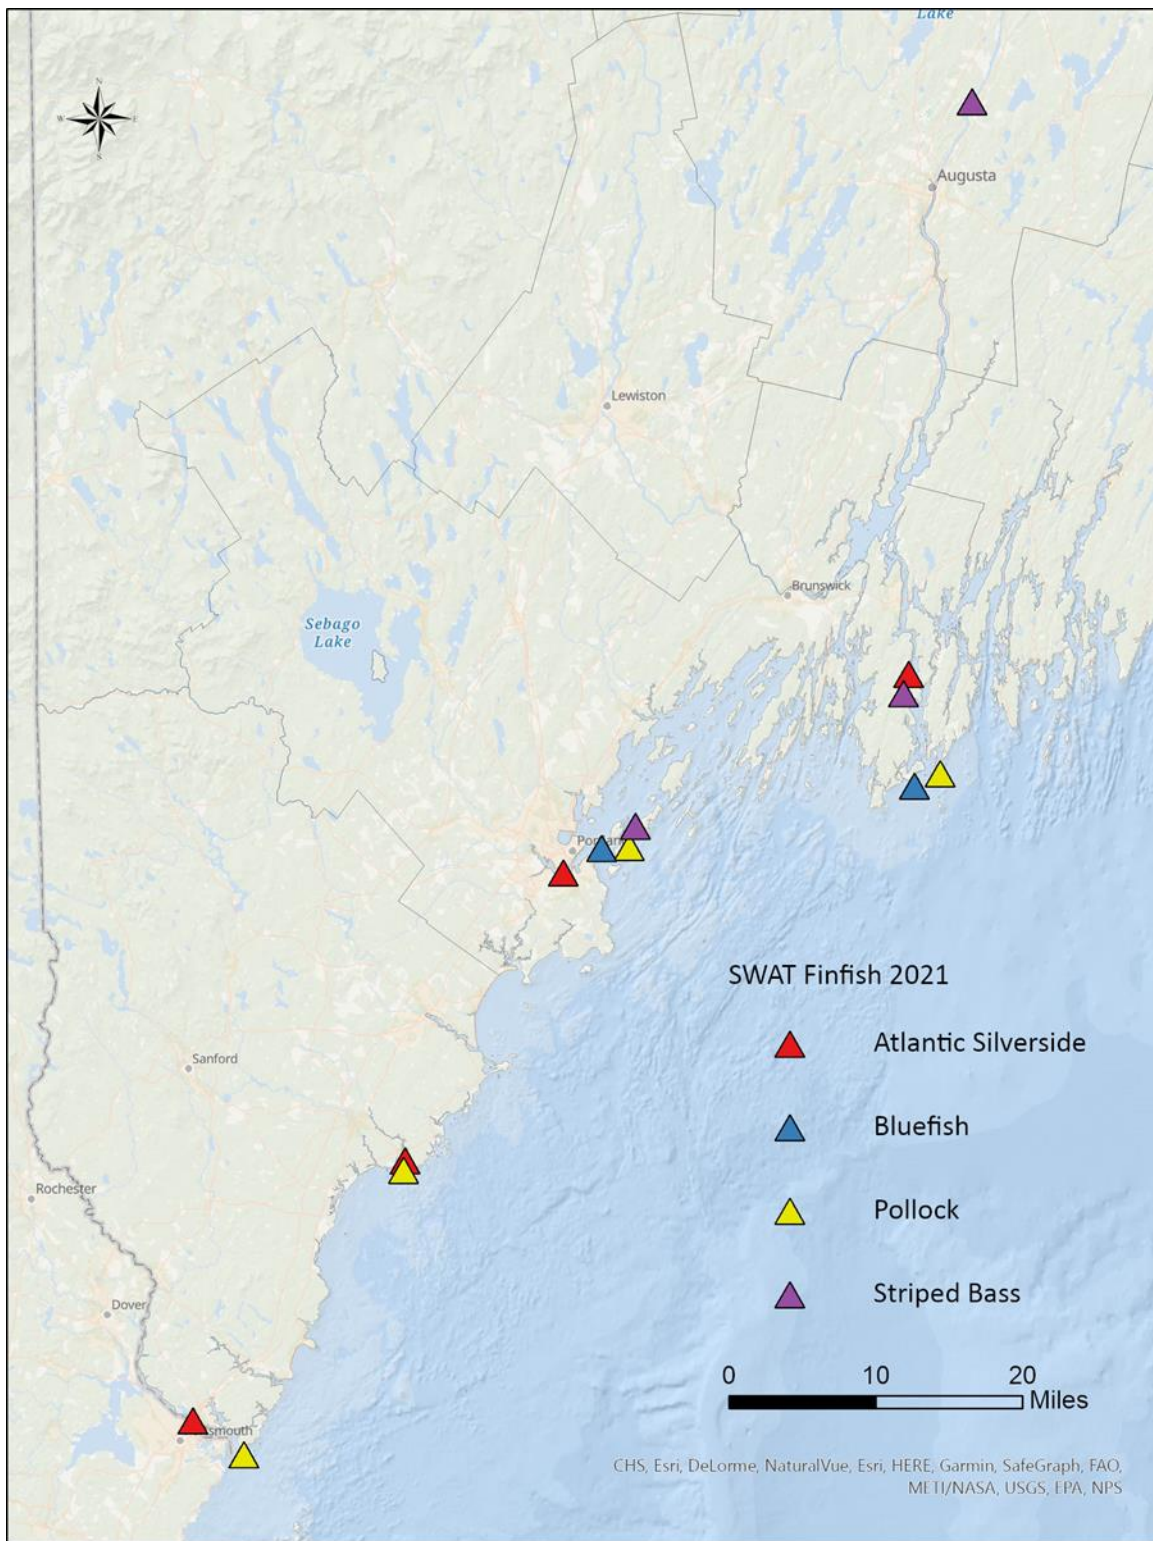 Lake
N
W E
S
Augusta
Lewiston
Brunswick
Sebago
Lake
SWAT Finfish 2021
Atlantic Silverside
Sanford
Bluefish
Rochester
Pollock
Striped Bass
Dover
0 10 20
Miles
CHS, Esri, DeLorme, NaturalVue, Esri, HERE, Garmin, SafeGraph, FAO,
METI/NASA, USGS, EPA, NPS